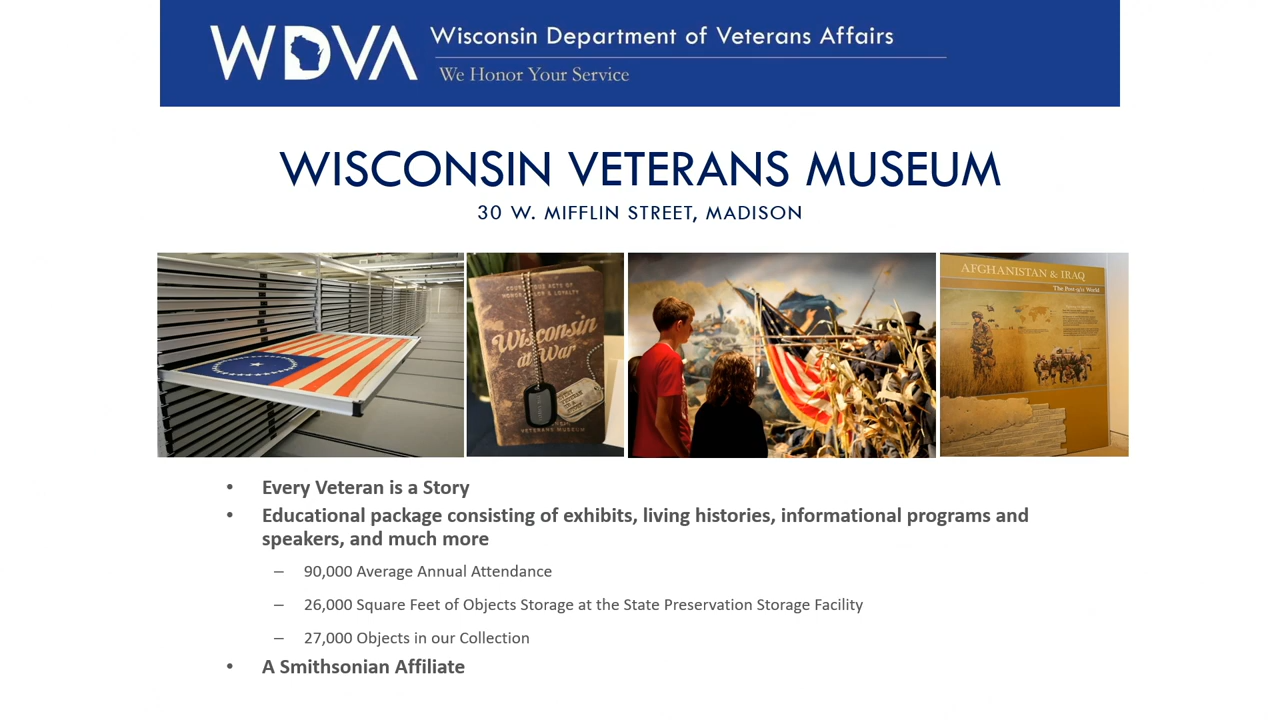 WDVA
Wisconsin Department of Veterans Affairs
We Honor Your Service
WISCONSIN VETERANS MUSEUM
30 W. MIFFLIN STREET, MADISON
Wisconsin
at War
VETERANS MUSEUM
AFGHANISTAN & IRAQ
The Post-9/11 World
• Every Veteran is a Story
• Educational package consisting of exhibits, living histories, informational programs and
speakers, and much more
– 90,000 Average Annual Attendance
– 26,000 Square Feet of Objects Storage at the State Preservation Storage Facility
– 27,000 Objects in our Collection
• A Smithsonian Affiliate